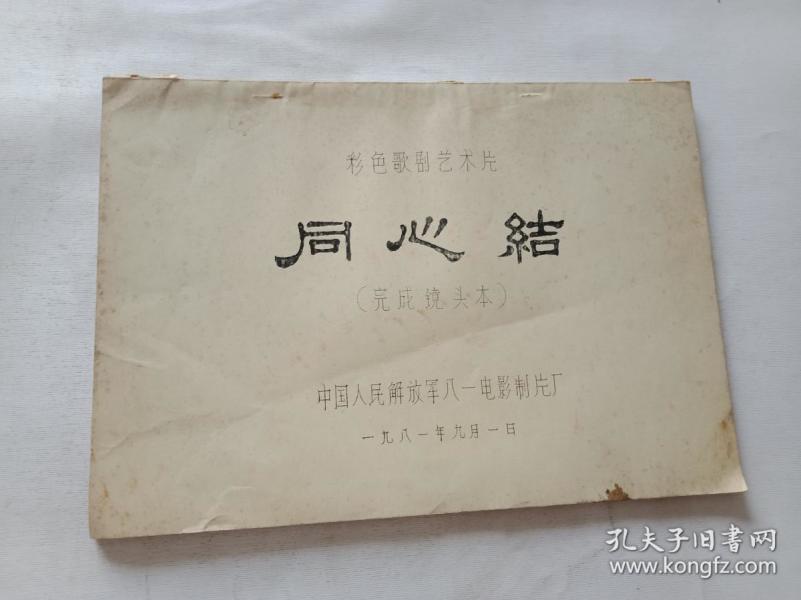 彩色歌剧艺术片
同心結
（完成镜头本）
中国人民解放军八一电影制片厂
一九八一年九月一日
孔夫子旧書网
www.kongfz.com